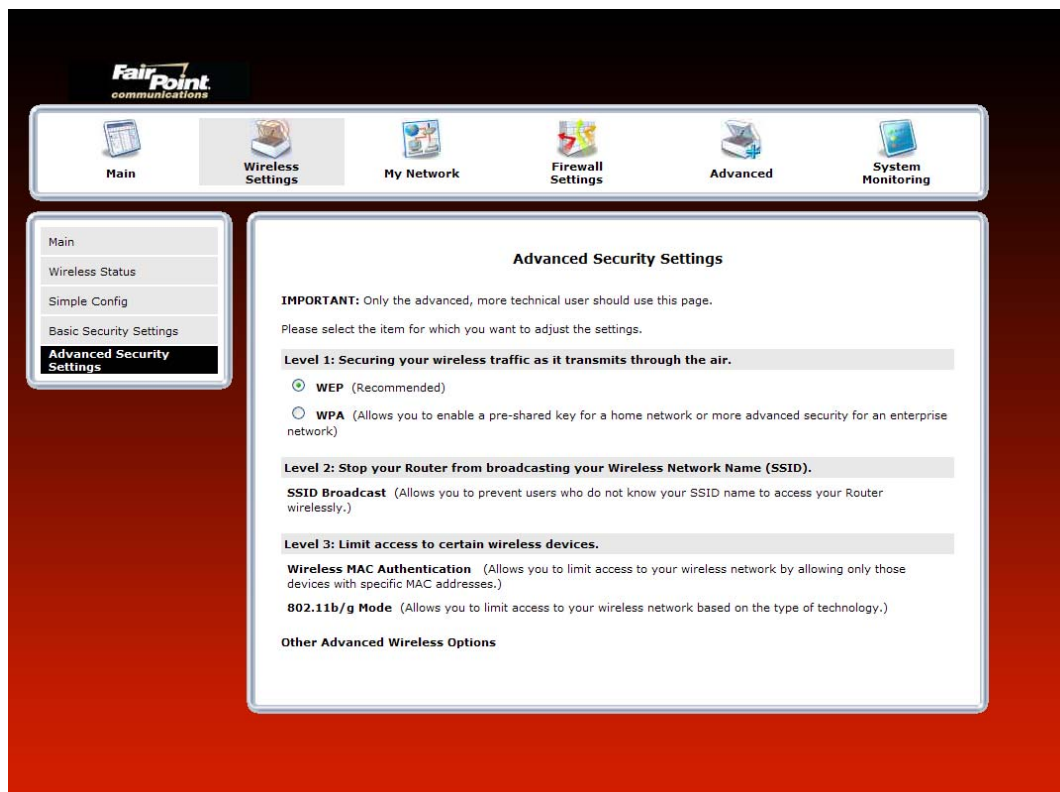 FairPoint.
communications
Main
Wireless
Settings
My Network
Firewall
Settings
Advanced
System
Monitoring
Main
Wireless Status
Simple Config
Basic Security Settings
Advanced Security
Settings
Advanced Security Settings
IMPORTANT: Only the advanced, more technical user should use this page.
Please select the item for which you want to adjust the settings.
Level 1: Securing your wireless traffic as it transmits through the air.
WEP (Recommended)
WPA (Allows you to enable a pre-shared key for a home network or more advanced security for an enterprise
network)
Level 2: Stop your Router from broadcasting your Wireless Network Name (SSID).
SSID Broadcast (Allows you to prevent users who do not know your SSID name to access your Router
wirelessly.)
Level 3: Limit access to certain wireless devices.
Wireless MAC Authentication (Allows you to limit access to your wireless network by allowing only those
devices with specific MAC addresses.)
802.11b/g Mode (Allows you to limit access to your wireless network based on the type of technology.)
Other Advanced Wireless Options